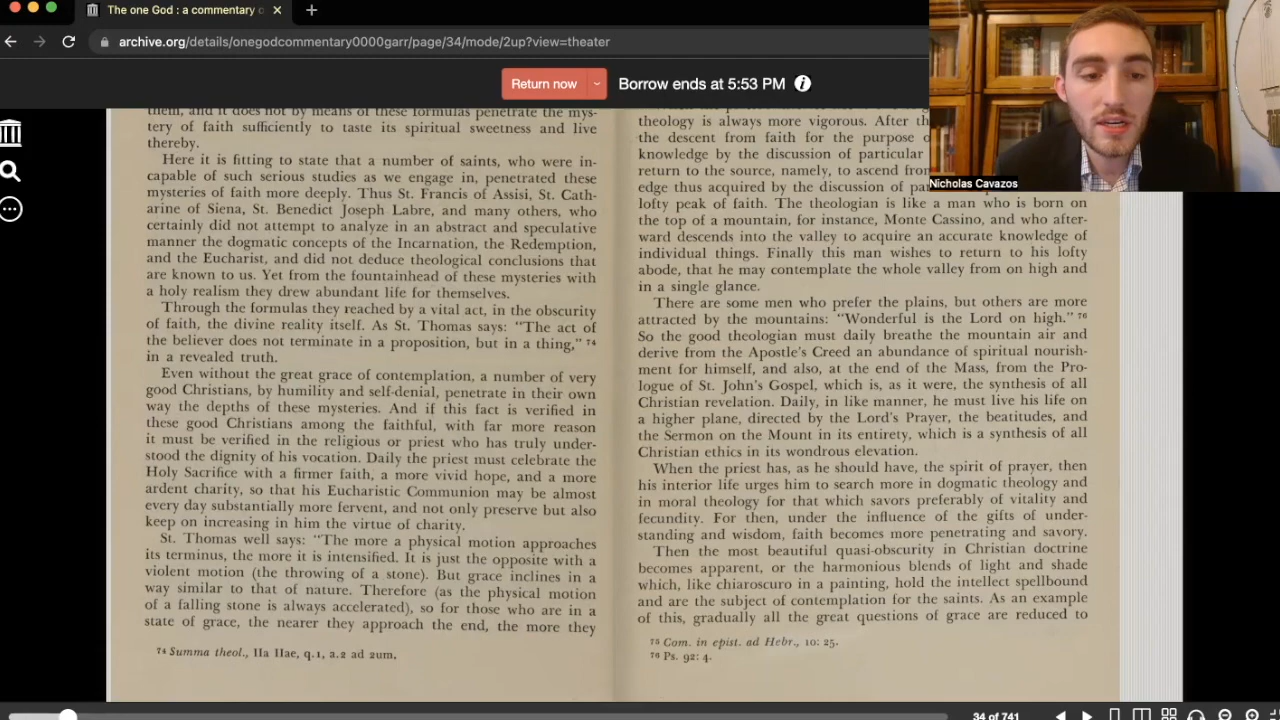 The one God : a commentary o
archive.org/details/onegodcommentary0000garr/page/34/mode/2up?view=theater
Return now
Borrow ends at 5:53 PM
Nicholas Cavazos
them, and it does not by means of these formulas penetrate the mys-
tery of faith sufficiently to taste its spiritual sweetness and live
thereby.
Here it is fitting to state that a number of saints, who were in-
capable of such serious studies as we engage in, penetrated these
mysteries of faith more deeply. Thus St. Francis of Assisi, St. Cath-
arine of Siena, St. Benedict Joseph Labre, and many others, who
certainly did not attempt to analyze in an abstract and speculative
manner the dogmatic concepts of the Incarnation, the Redemption,
and the Eucharist, and did not deduce theological conclusions that
are known to us. Yet from the fountainhead of these mysteries with
a holy realism they drew abundant life for themselves.
Through the formulas they reached by a vital act, in the obscurity
of faith, the divine reality itself. As St. Thomas says: "The act of
the believer does not terminate in a proposition, but in a thing," 74
in a revealed truth.
Even without the great grace of contemplation, a number of very
good Christians, by humility and self-denial, penetrate in their own
way the depths of these mysteries. And if this fact is verified in
these good Christians among the faithful, with far more reason
it must be verified in the religious or priest who has truly under-
stood the dignity of his vocation. Daily the priest must celebrate the
Holy Sacrifice with a firmer faith, a more vivid hope, and a more
ardent charity, so that his Eucharistic Communion may be almost
every day substantially more fervent, and not only preserve but also
keep on increasing in him the virtue of charity.
St. Thomas well says: "The more a physical motion approaches
its terminus, the more it is intensified. It is just the opposite with a
violent motion (the throwing of a stone). But grace inclines in a
way similar to that of nature. Therefore (as the physical motion
of a falling stone is always accelerated), so for those who are in a
state of grace, the nearer they approach the end, the more they
74 Summa theol., IIa IIae, q.1, a.2 ad 2um.
theology is always more vigorous. After th
the descent from faith for the purpose o
knowledge by the discussion of particular
return to the source, namely, to ascend from
edge thus acquired by the discussion of pa
lofty peak of faith. The theologian is like a man who is born on
the top of a mountain, for instance, Monte Cassino, and who after-
ward descends into the valley to acquire an accurate knowledge of
individual things. Finally this man wishes to return to his lofty
abode, that he may contemplate the whole valley from on high and
in a single glance.
There are some men who prefer the plains, but others are more
attracted by the mountains: "Wonderful is the Lord on high." 76
So the good theologian must daily breathe the mountain air and
derive from the Apostle's Creed an abundance of spiritual nourish-
ment for himself, and also, at the end of the Mass, from the Pro-
logue of St. John's Gospel, which is, as it were, the synthesis of all
Christian revelation. Daily, in like manner, he must live his life on
a higher plane, directed by the Lord's Prayer, the beatitudes, and
the Sermon on the Mount in its entirety, which is a synthesis of all
Christian ethics in its wondrous elevation.
When the priest has, as he should have, the spirit of prayer, then
his interior life urges him to search more in dogmatic theology and
in moral theology for that which savors preferably of vitality and
fecundity. For then, under the influence of the gifts of under-
standing and wisdom, faith becomes more penetrating and savory.
Then the most beautiful quasi-obscurity in Christian doctrine
becomes apparent, or the harmonious blends of light and shade
which, like chiaroscuro in a painting, hold the intellect spellbound
and are the subject of contemplation for the saints. As an example
of this, gradually all the great questions of grace are reduced to
75 Com. in epist. ad Hebr., 10: 25.
76 Ps. 92: 4.
34 of 741